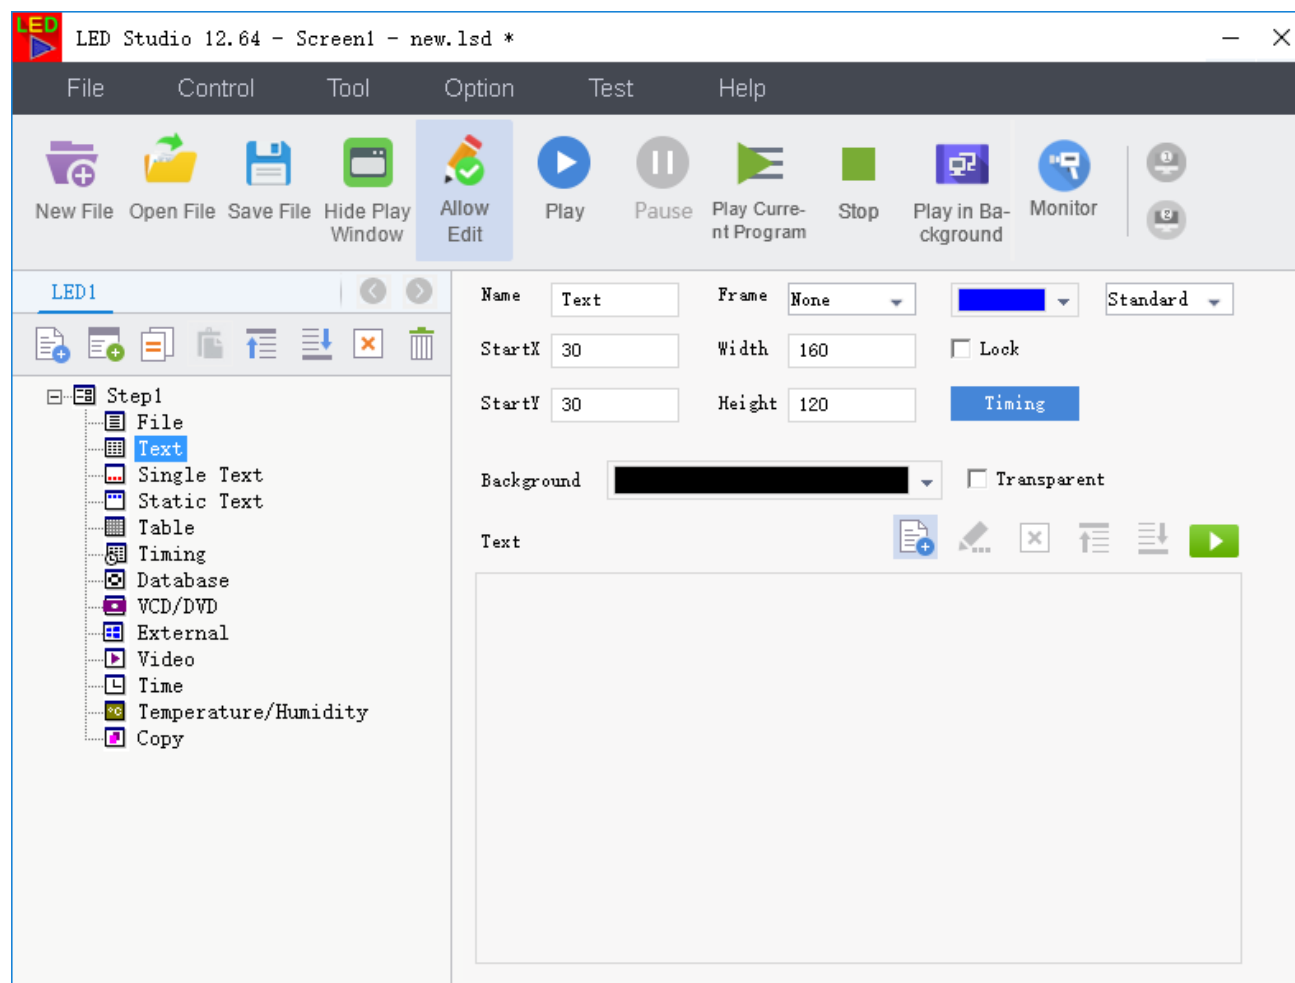 LED
LED Studio 12.64 - Screen1 - new.lsd *
File Control Tool Option Test Help
New File Open File Save File Hide Play Window Allow Edit Play Pause Play Curre-nt Program Stop Play in Ba-ckground Monitor
1
2
LED1
Name Text Frame None Standard
StartX 30 Width 160 Lock
StartY 30 Height 120 Timing
Background Transparent
Text
Step1
File
Text
Single Text
Static Text
Table
Timing
Database
VCD/DVD
External
Video
Time
°C Temperature/Humidity
Copy